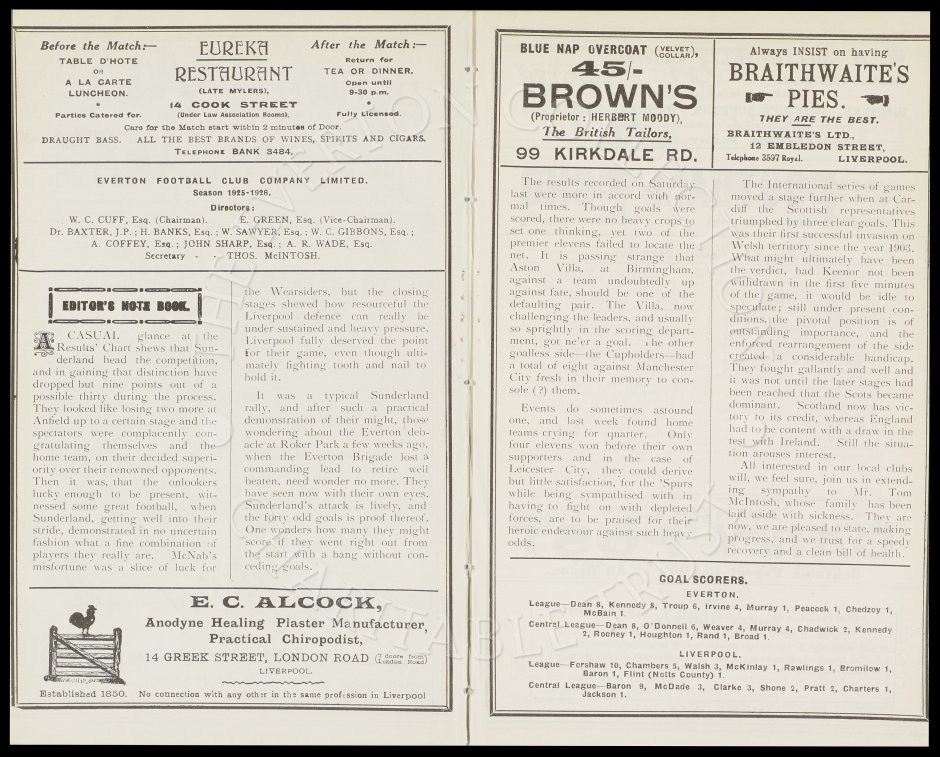 Before the Match:—
TABLE D'HOTE
OR
A LA CARTE
LUNCHEON.
Parties Catered for.
EUREKA
RESTAURANT
(LATE MYLERS),
14 COOK STREET
(Under Law Association Rooms),
After the Match:—
Return for
TEA OR DINNER.
Open until
9-30 p.m.
Fully Licensed.
Cars for the Match start within 2 minutes of Door.
DRAUGHT BASS. ALL THE BEST BRANDS OF WINES, SPIRITS AND CIGARS.
TELEPHONE BANK 3484.
EVERTON FOOTBALL CLUB COMPANY LIMITED.
Season 1925-1926.
Directors:
W. C. CUFF, Esq. (Chairman). E. GREEN, Esq. (Vice-Chairman).
Dr. BAXTER, J.P.; H. BANKS, Esq.; W. SAWYER, Esq.; W. C. GIBBONS, Esq.;
A. COFFEY, Esq.; JOHN SHARP, Esq.; A. R. WADE, Esq.
Secretary - - THOS. McINTOSH.
EDITOR'S NOTE BOOK.
A CASUAL glance at the
Results' Chart shews that Sun-
derland head the competition,
and in gaining that distinction have
dropped but nine points out of a
possible thirty during the process.
They looked like losing two more at
Anfield up to a certain stage and the
spectators were complacently con-
gratulating themselves and the
home team, on their decided superi-
ority over their renowned opponents.
Then it was, that the onlookers
lucky enough to be present, wit-
nessed some great football, when
Sunderland, getting well into their
stride, demonstrated in no uncertain
fashion what a fine combination of
players they really are. McNab's
misfortune was a slice of luck for
the Wearsiders, but the closing
stages shewed how resourceful the
Liverpool defence can really be
under sustained and heavy pressure.
Liverpool fully deserved the point
for their game, even though ulti-
mately fighting tooth and nail to
hold it.
It was a typical Sunderland
rally, and after such a practical
demonstration of their might, those
wondering about the Everton deb-
acle at Roker Park a few weeks ago,
when the Everton Brigade lost a
commanding lead to retire well
beaten, need wonder no more. They
have seen now with their own eyes.
Sunderland's attack is lively, and
the forty odd goals is proof thereof.
One wonders how many they might
score if they went right out from
the start with a bang without con-
ceding goals.
E. C. ALCOCK,
Anodyne Healing Plaster Manufacturer,
Practical Chiropodist,
14 GREEK STREET, LONDON ROAD (7 doors from London Road)
LIVERPOOL.
Established 1850. No connection with any other in the same profession in Liverpool
BLUE NAP OVERCOAT (VELVET COLLAR),
45/-
BROWN'S
(Proprietor: HERBERT MOODY),
The British Tailors,
99 KIRKDALE RD.
Always INSIST on having
BRAITHWAITE'S
PIES.
THEY ARE THE BEST.
BRAITHWAITE'S LTD.,
12 EMBLEDON STREET,
Telephone 3597 Royal. LIVERPOOL.
The results recorded on Saturday
last were more in accord with nor-
mal times. Though goals were
scored, there were no heavy crops to
set one thinking, yet two of the
premier elevens failed to locate the
net. It is passing strange that
Aston Villa, at Birmingham,
against a team undoubtedly up
against fate, should be one of the
defaulting pair. The Villa, now
challenging the leaders, and usually
so sprightly in the scoring depart-
ment, got ne'er a goal. The other
goalless side—the Cupholders—had
a total of eight against Manchester
City fresh in their memory to con-
sole (?) them.
Events do sometimes astound
one, and last week found home
teams crying for quarter. Only
four elevens won before their own
supporters and in the case of
Leicester City, they could derive
but little satisfaction, for the 'Spurs
while being sympathised with in
having to fight on with depleted
forces, are to be praised for their
heroic endeavour against such heavy
odds.
The International series of games
moved a stage further when at Car-
diff the Scottish representatives
triumphed by three clear goals. This
was their first successful invasion on
Welsh territory since the year 1903.
What might ultimately have been
the verdict, had Keenor not been
withdrawn in the first five minutes
of the game, it would be idle to
speculate; still under present con-
ditions, the pivotal position is of
outstanding importance, and the
enforced rearrangement of the side
created a considerable handicap.
They fought gallantly and well and
it was not until the later stages had
been reached that the Scots became
dominant. Scotland now has vic-
tory to its credit, whereas England
had to be content with a draw in the
test with Ireland. Still the situa-
tion arouses interest.
All interested in our local clubs
will, we feel sure, join us in extend-
ing sympathy to Mr. Tom
McIntosh, whose family has been
laid aside with sickness. They are
now, we are pleased to state, making
progress, and we trust for a speedy
recovery and a clean bill of health.
GOAL SCORERS.
EVERTON.
League—Dean 8, Kennedy 8, Troup 6, Irvine 4, Murray 1, Peacock 1, Chedzoy 1,
McBain 1.
Central League—Dean 8, O'Donnell 6, Weaver 4, Murray 4, Chadwick 2, Kennedy
2, Rooney 1, Houghton 1, Rand 1, Broad 1.
LIVERPOOL.
League—Forshaw 10, Chambers 5, Walsh 3, McKinlay 1, Rawlings 1, Bromilow 1,
Baron 1, Flint (Notts County) 1.
Central League—Baron 9, McDade 3, Clarke 3, Shone 2, Pratt 2, Charters 1,
Jackson 1.